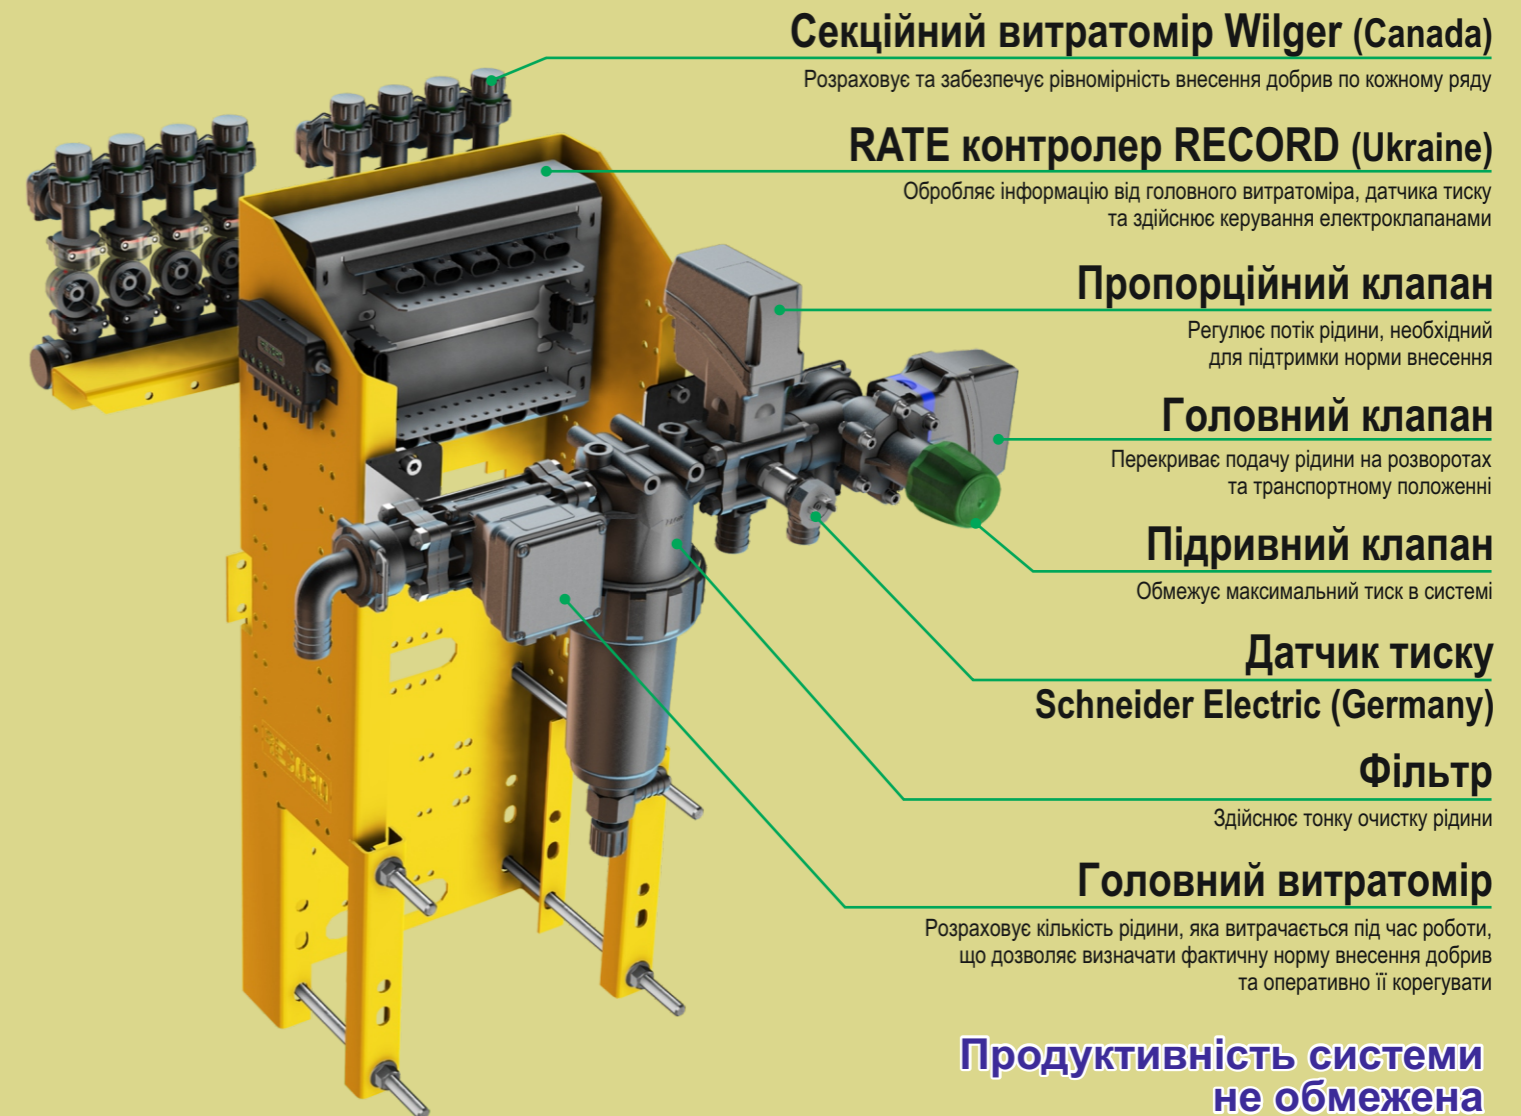 Секційний витратомір Wilger (Canada)
Розраховує та забезпечує рівномірність внесення добрив по кожному ряду
RATE контролер RECORD (Ukraine)
Обробляє інформацію від головного витратоміра, датчика тиску
та здійснює керування електроклапанами
Пропорційний клапан
Регулює потік рідини, необхідний
для підтримки норми внесення
Головний клапан
Перекриває подачу рідини на розворотах
та транспортному положенні
Підривний клапан
Обмежує максимальний тиск в системі
Датчик тиску
Schneider Electric (Germany)
Фільтр
Здійснює тонку очистку рідини
Головний витратомір
Розраховує кількість рідини, яка витрачається під час роботи,
що дозволяє визначати фактичну норму внесення добрив
та оперативно її корегувати
Продуктивність системи
не обмежена